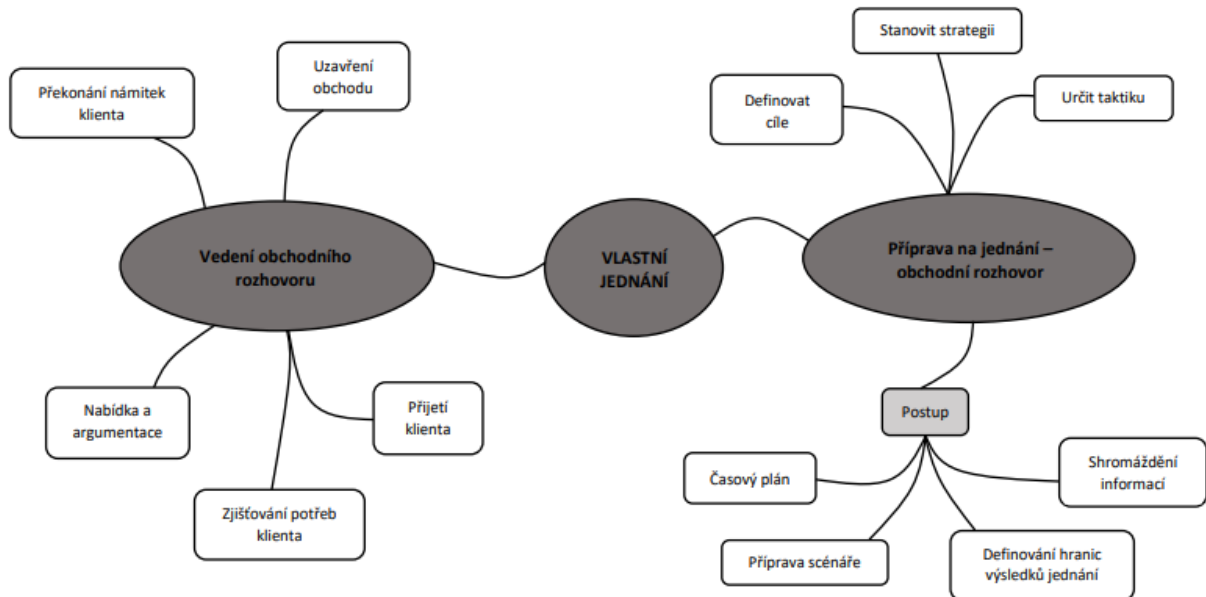 Stanovit strategii
Uzavření
obchodu
Překonání námitek
klienta
Definovat
cíle
Určit taktiku
Vedení obchodního
rozhovoru
VLASTNÍ
JEDNÁNÍ
Příprava na jednání –
obchodní rozhovor
Nabídka a
argumentace
Přijetí
klienta
Postup
Zjišťování potřeb
klienta
Časový plán
Shromáždění
informací
Příprava scénáře
Definování hranic
výsledků jednání